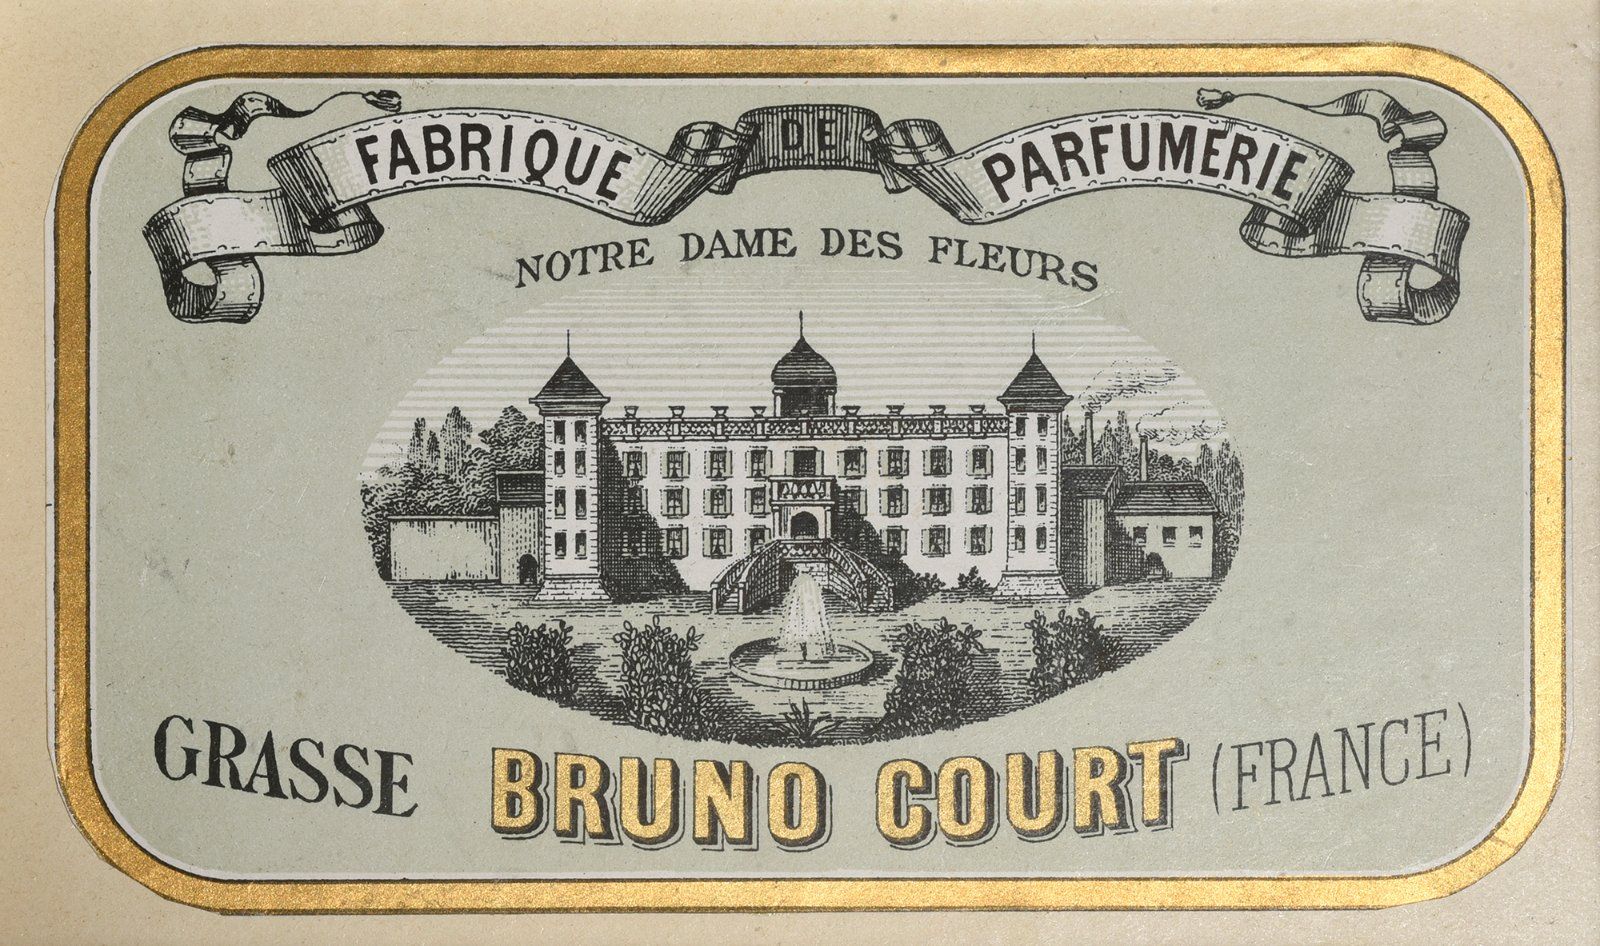 FABRIQUE DE PARFUMERIE
NOTRE DAME DES FLEURS
GRASSE BRUNO COURT (FRANCE)